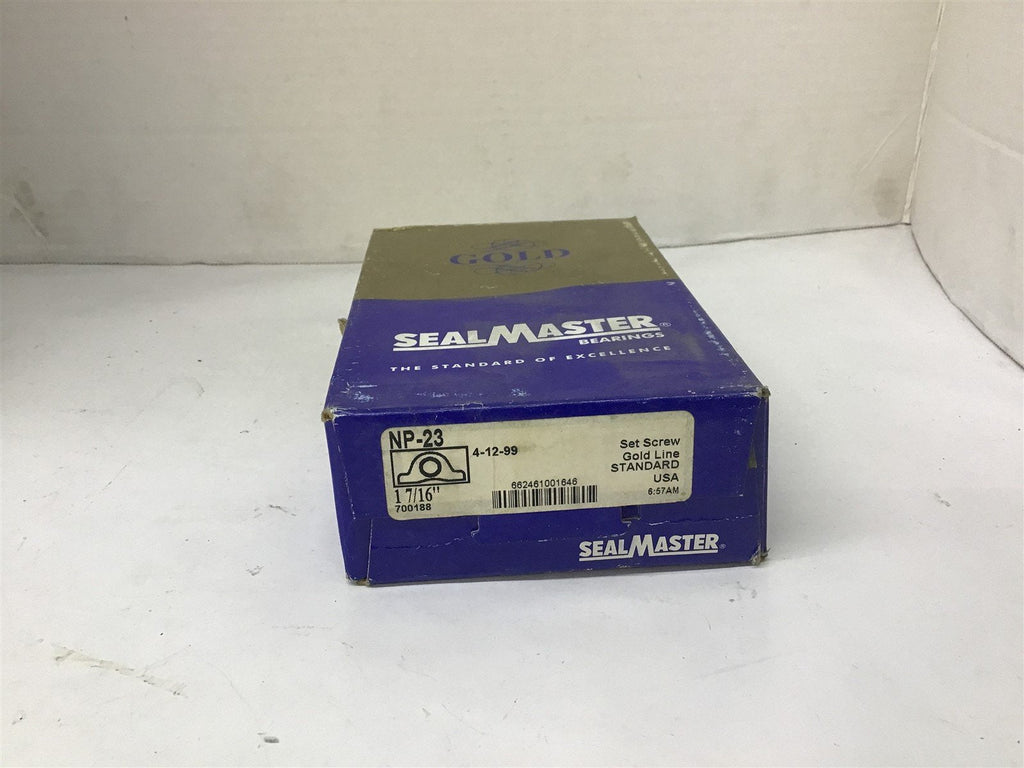 GOLD
SEALMASTER®
BEARINGS
THE STANDARD OF EXCELLENCE
NP-23
4-12-99
1 7/16"
700188
662461001646
Set Screw
Gold Line
STANDARD
USA
6:57AM
SEALMASTER®